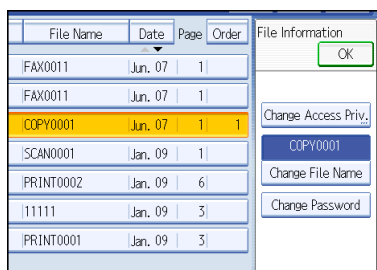 File Name Date Page Order
FAX0011 Jun. 07 1
FAX0011 Jun. 07 1
COPY0001 Jun. 07 1 1
SCAN0001 Jan. 09 1
PRINT0002 Jan. 09 6
11111 Jan. 09 3
PRINT0001 Jan. 09 3
File Information
OK
Change Access Priv.
COPY0001
Change File Name
Change Password